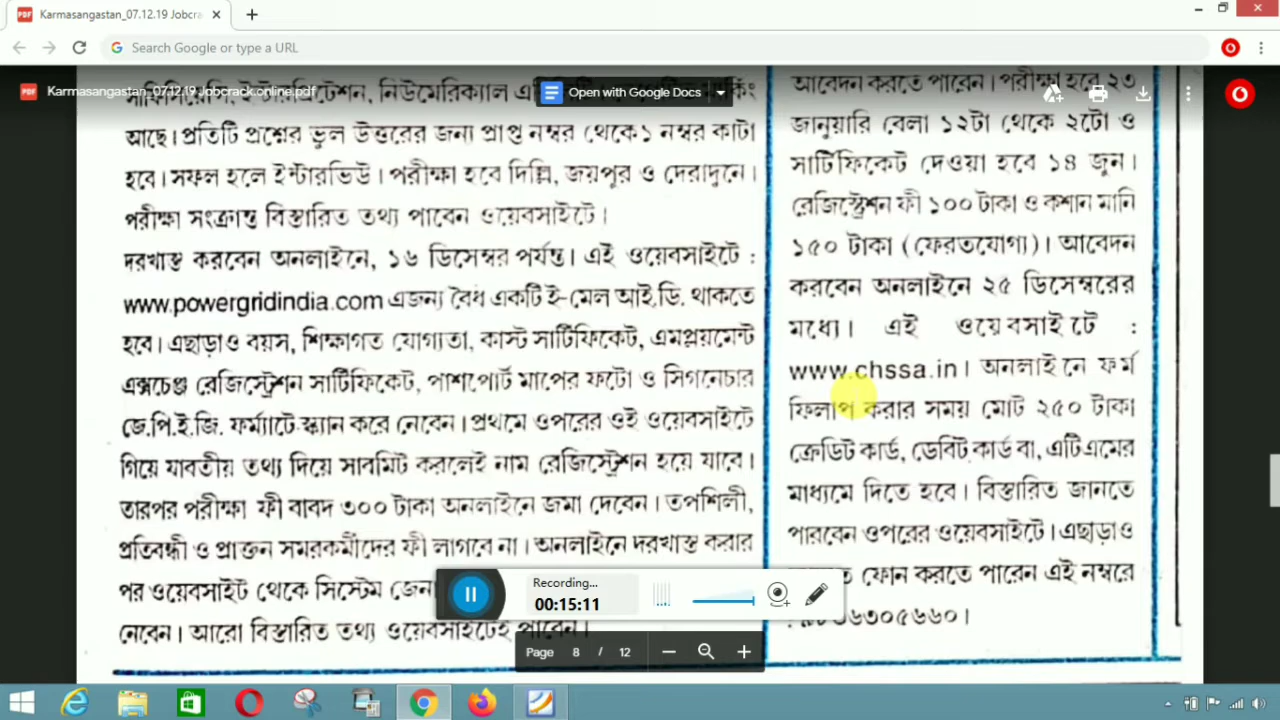 Karmasangastan_07.12.19 Jobcra
Search Google or type a URL
Karmasangastan_07.12.19 Jobcrack.online.pdf
Open with Google Docs
নিউমেরিক্যাল
আছে। প্রতিটি প্রশ্নের ভুল উত্তরের জন্য প্রাপ্ত নম্বর থেকে ১ নম্বর কাটা
হবে। সফল হলে ইন্টারভিউ। পরীক্ষা হবে দিল্লি, জয়পুর ও দেরাদুনে।
পরীক্ষা সংক্রান্ত বিস্তারিত তথ্য পাবেন ওয়েবসাইটে।
দরখাস্ত করবেন অনলাইনে, ১৬ ডিসেম্বর পর্যন্ত। এই ওয়েবসাইটে :
www.powergridindia.com এজন্য বৈধ একটি ই-মেল আই.ডি. থাকতে
হবে। এছাড়াও বয়স, শিক্ষাগত যোগ্যতা, কাস্ট সার্টিফিকেট, এমপ্লয়মেন্ট
এক্সচেঞ্জ রেজিস্ট্রেশন সার্টিফিকেট, পাশপোর্ট মাপের ফটো ও সিগনেচার
জে.পি.ই.জি. ফর্ম্যাটে স্ক্যান করে নেবেন। প্রথমে ওপরের ওই ওয়েবসাইটে
গিয়ে যাবতীয় তথ্য দিয়ে সাবমিট করলেই নাম রেজিস্ট্রেশন হয়ে যাবে।
তারপর পরীক্ষা ফী বাবদ ৩০০ টাকা অনলাইনে জমা দেবেন। তপশিলী,
প্রতিবন্ধী ও প্রাক্তন সমরকর্মীদের ফী লাগবে না। অনলাইনে দরখাস্ত করার
পর ওয়েবসাইট থেকে সিস্টেম জেন
নেবেন। আরো বিস্তারিত তথ্য ওয়েবসাইটেই পাবেন।
আবেদন করতে পারেন। পরীক্ষা হবে ২৩
জানুয়ারি বেলা ১২টা থেকে ২টো ও
সার্টিফিকেট দেওয়া হবে ১৪ জুন।
রেজিস্ট্রেশন ফী ১০০ টাকা ও কশান মানি
১৫০ টাকা (ফেরতযোগ্য)। আবেদন
করবেন অনলাইনে ২৫ ডিসেম্বরের
মধ্যে। এই ওয়েবসাইটে :
www.chssa.in। অনলাইনে ফর্ম
ফিলাপ করার সময় মোট ২৫০ টাকা
ক্রেডিট কার্ড, ডেবিট কার্ড বা, এটিএমের
মাধ্যমে দিতে হবে। বিস্তারিত জানতে
পারবেন ওপরের ওয়েবসাইটে। এছাড়াও
ফোন করতে পারেন এই নম্বরে
৬৩০৫৬৬০।
Recording...
00:15:11
Page 8 / 12